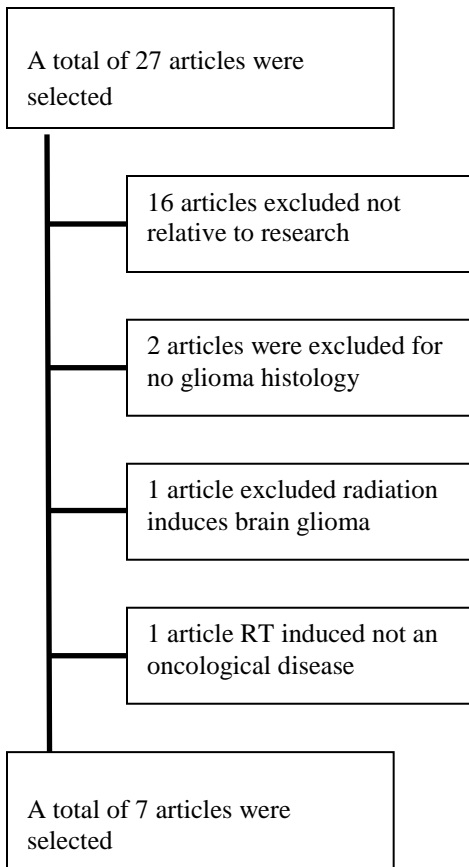 A total of 27 articles were
selected
16 articles excluded not
relative to research
2 articles were excluded for
no glioma histology
1 article excluded radiation
induces brain glioma
1 article RT induced not an
oncological disease
A total of 7 articles were
selected